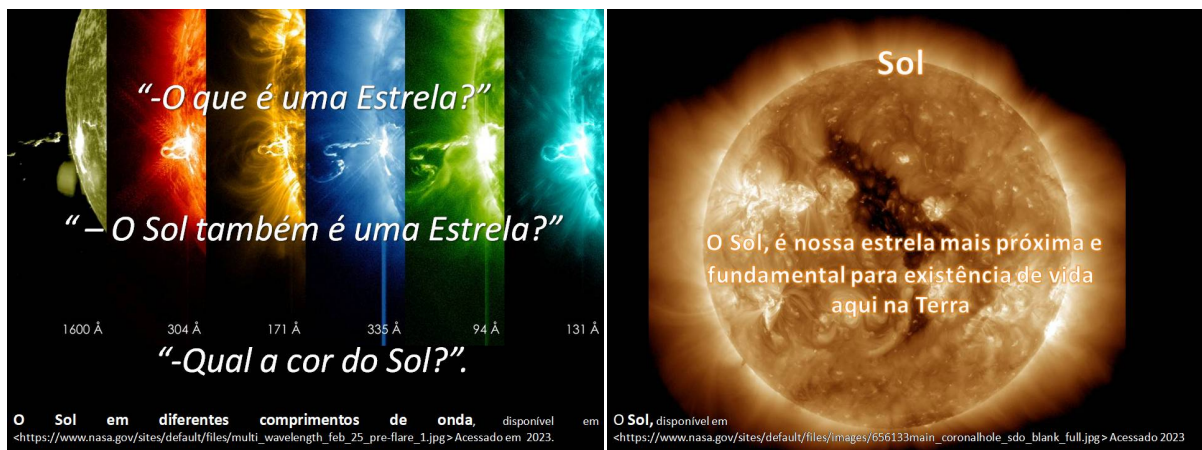 “-O que é uma Estrela?”
“ – O Sol também é uma Estrela?”
1600 Å 304 Å 171 Å 335 Å 94 Å 131 Å
“-Qual a cor do Sol?”.
O Sol em diferentes comprimentos de onda, disponível em
<https://www.nasa.gov/sites/default/files/multi_wavelength_feb_25_pre-flare_1.jpg> Acessado em 2023.
Sol
O Sol, é nossa estrela mais próxima e
fundamental para existência de vida
aqui na Terra
O Sol, disponível em
<https://www.nasa.gov/sites/default/files/images/656133main_coronalhole_sdo_blank_full.jpg> Acessado 2023